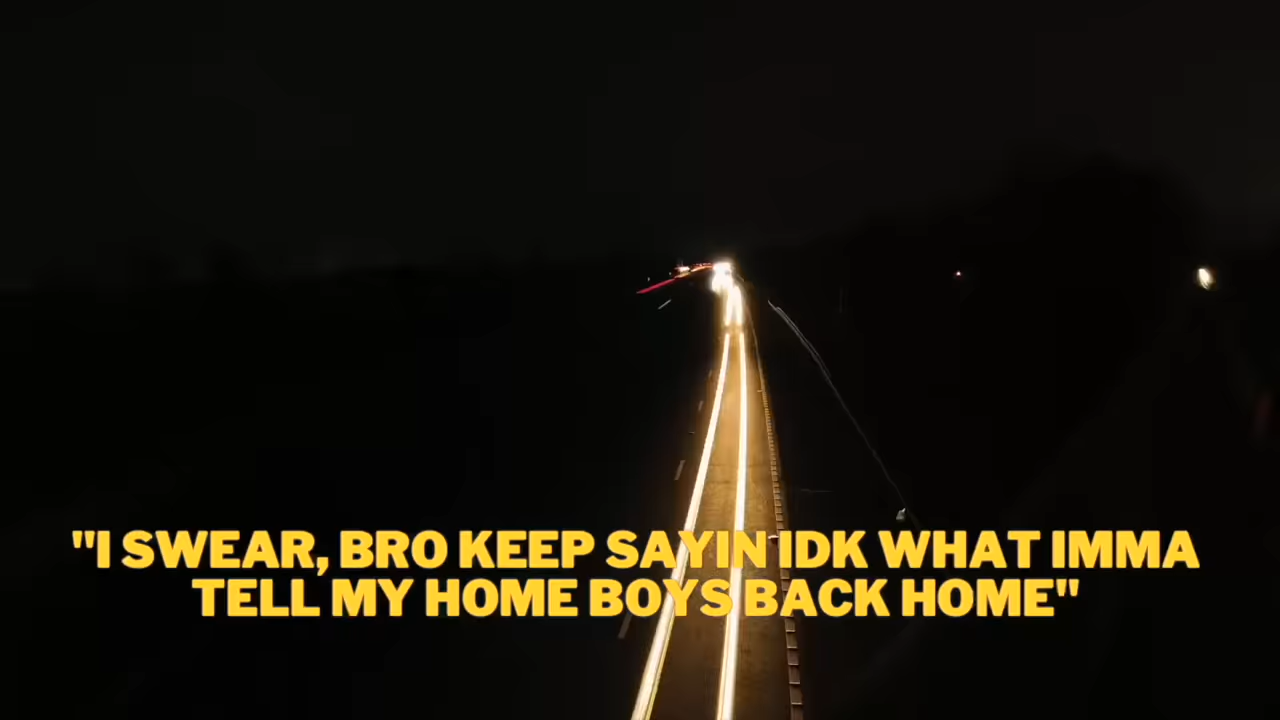 "I SWEAR, BRO KEEP SAYIN IDK WHAT IMMA
TELL MY HOME BOYS BACK HOME"